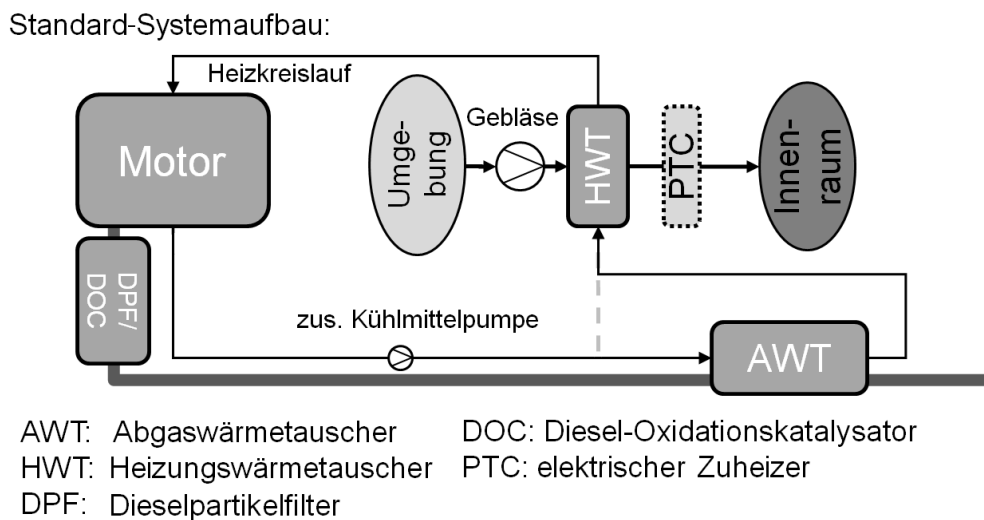 Standard-Systemaufbau:
Heizkreislauf
Motor
Umge-
bung
Gebläse
HWT
PTC
Innen-
raum
DPF/
DOC
zus. Kühlmittelpumpe
AWT
AWT: Abgaswärmetauscher
DOC: Diesel-Oxidationskatalysator
HWT: Heizungswärmetauscher
PTC: elektrischer Zuheizer
DPF: Dieselpartikelfilter